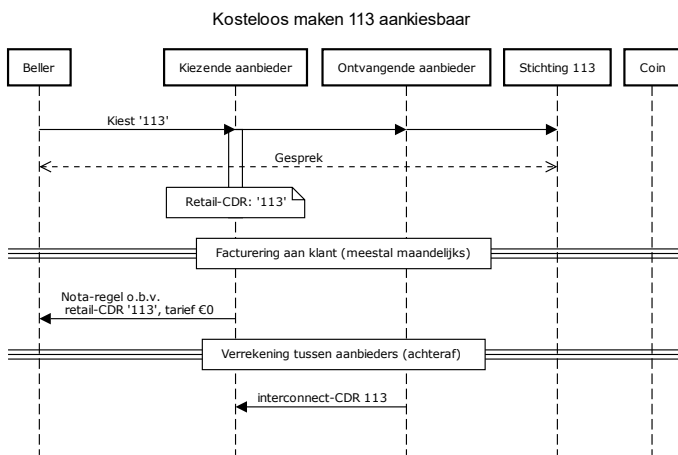 Kosteloos maken 113 aankiesbaar
Beller
Kiezende aanbieder
Ontvangende aanbieder
Stichting 113
Coin
Kiest '113'
Gesprek
Retail-CDR: '113'
Facturering aan klant (meestal maandelijks)
Nota-regel o.b.v.
retail-CDR '113', tarief €0
Verrekening tussen aanbieders (achteraf)
interconnect-CDR 113